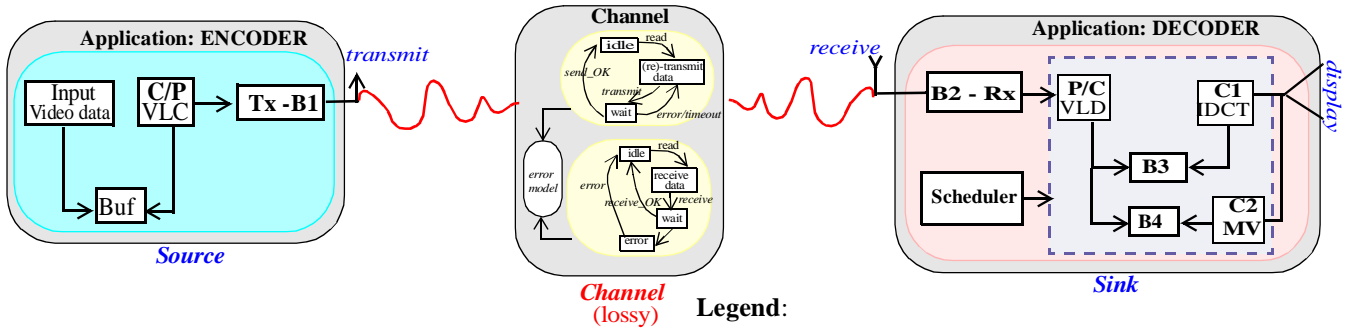 Application: ENCODER
transmit
Input
Video data
C/P
VLC
Tx -B1
Buf
Source
Channel
idle
read
send_OK
(re)-transmit
data
transmit
wait
error/timeout
error
model
idle
read
error
receive
data
receive_OK
receive
wait
error
Channel
(lossy)
Legend:
receive
Application: DECODER
B2 - Rx
P/C
VLD
C1
IDCT
display
B3
Scheduler
B4
C2
MV
Sink